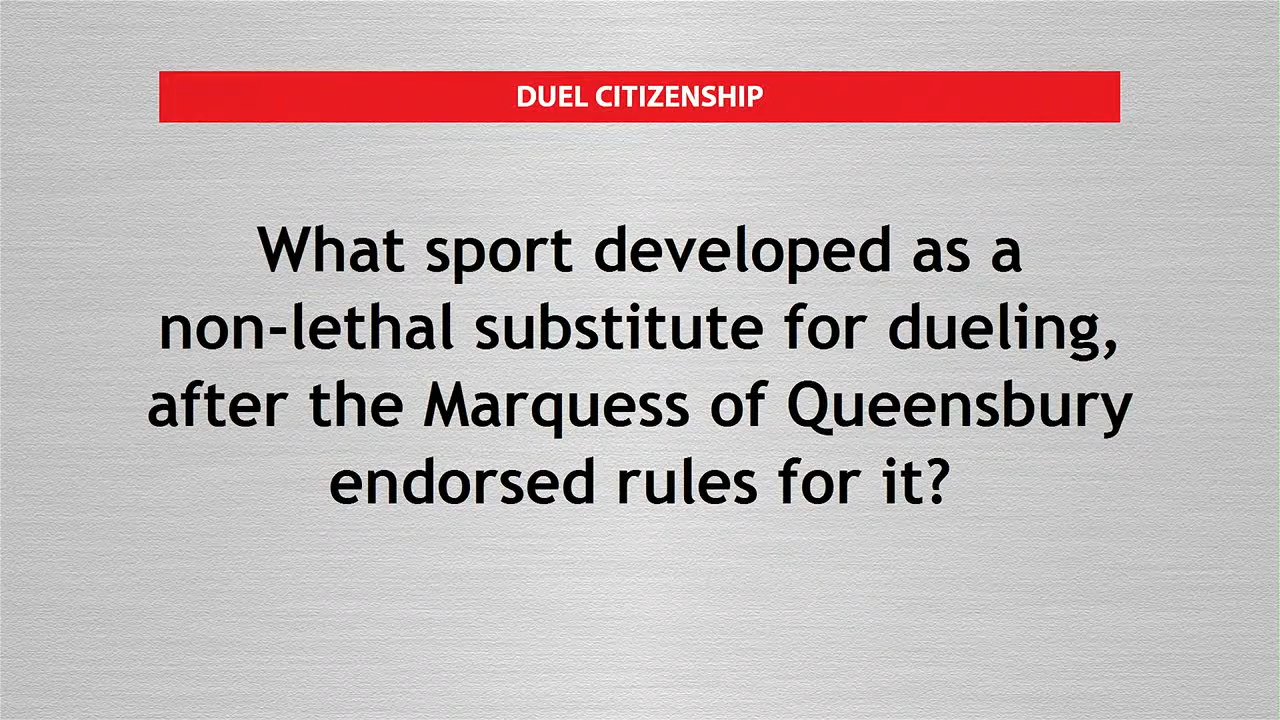 DUEL CITIZENSHIP
What sport developed as a
non-lethal substitute for dueling,
after the Marquess of Queensbury
endorsed rules for it?